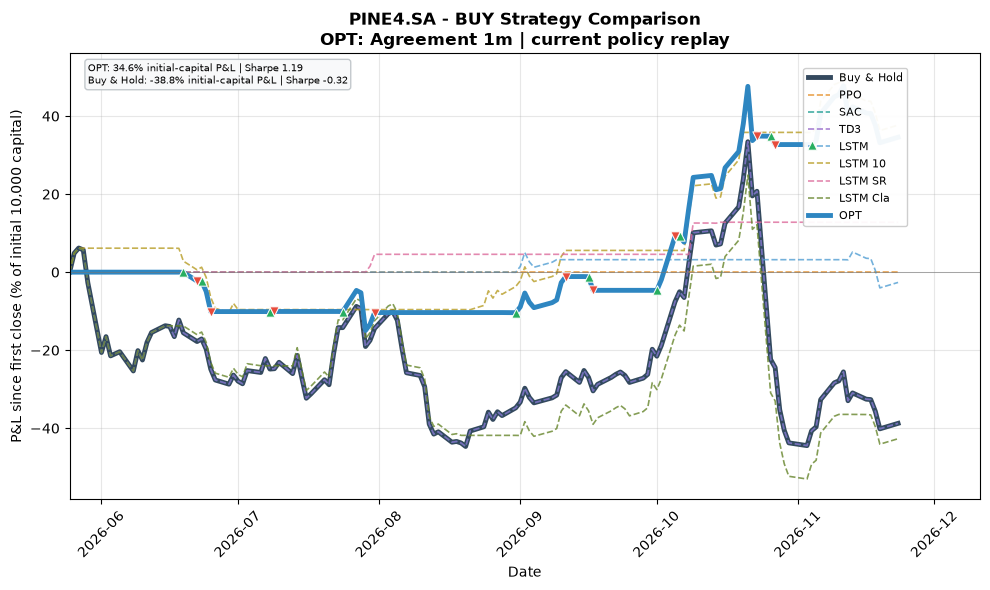 PINE4.SA - BUY Strategy Comparison
OPT: Agreement 1m | current policy replay
OPT: 34.6% initial-capital P&L | Sharpe 1.19
Buy & Hold: -38.8% initial-capital P&L | Sharpe -0.32
Buy & Hold
PPO
SAC
TD3
LSTM
LSTM 10
LSTM SR
LSTM Cla
OPT
P&L since first close (% of initial 10,000 capital)
40
20
0
−20
−40
2026-06
2026-07
2026-08
2026-09
2026-10
2026-11
2026-12
Date